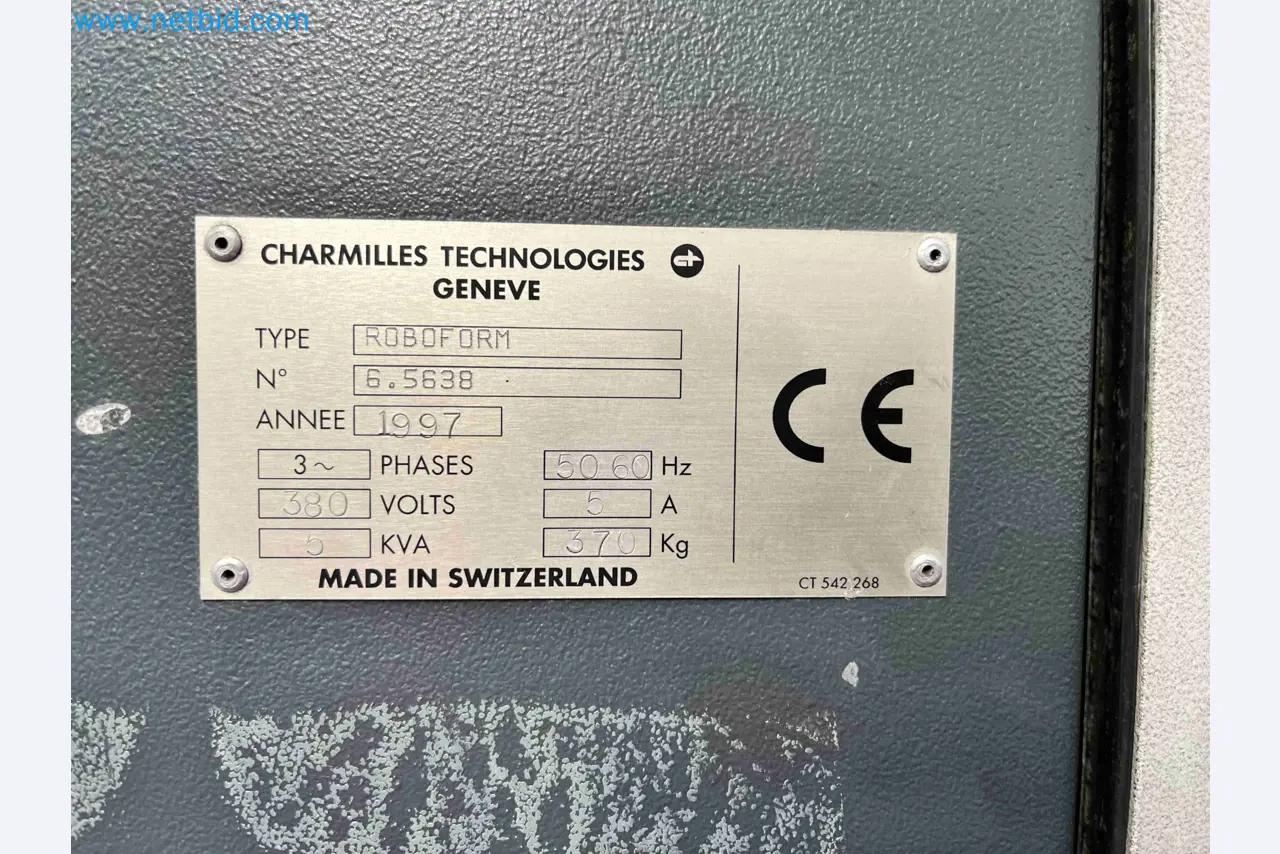 www.netbid.com
CHARMILLES TECHNOLOGIES
GENEVE
TYPE ROBOFORM
N° 6.5638
ANNEE 1997
3~ PHASES 50 60 Hz
380 VOLTS 5 A
5 KVA 370 Kg
MADE IN SWITZERLAND
CE
CT 542 268